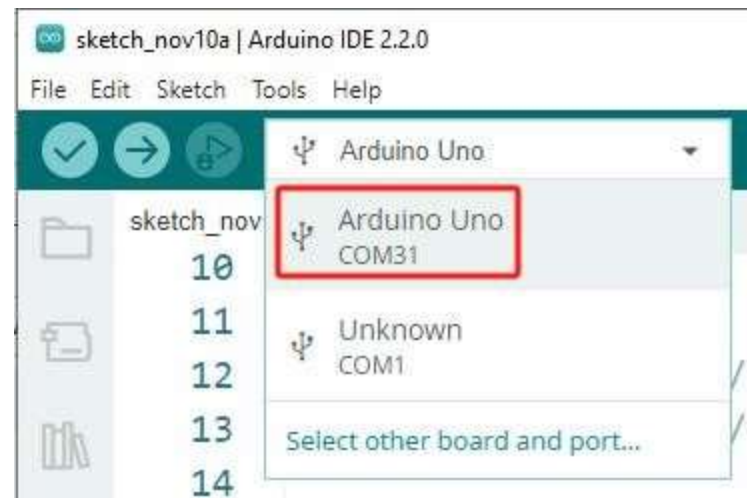 sketch_nov10a | Arduino IDE 2.2.0
File Edit Sketch Tools Help
Arduino Uno
sketch_nov
Arduino Uno
COM31
10
11
Unknown
COM1
12
/
13
Select other board and port...
/
14